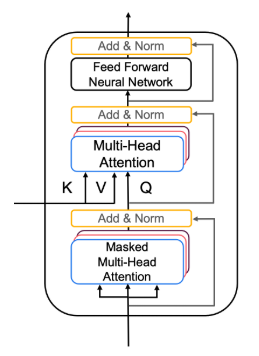 Add & Norm
Feed Forward
Neural Network
Add & Norm
Multi-Head
Attention
K V Q
Add & Norm
Masked
Multi-Head
Attention